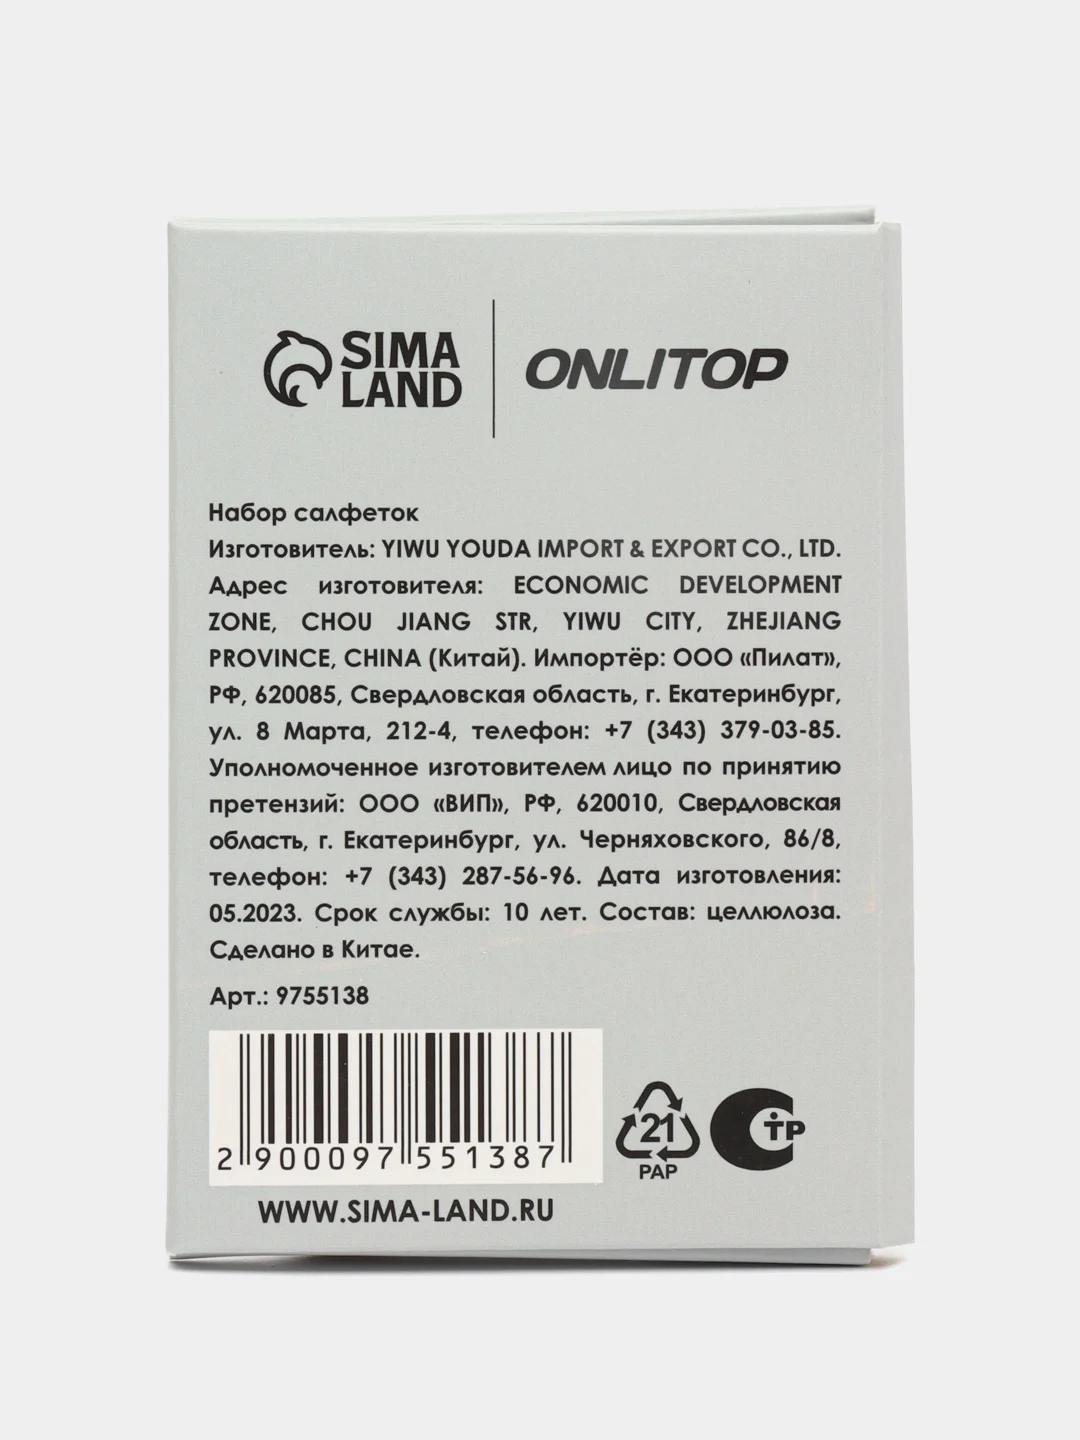 SIMA
LAND
ONLITOP
Набор салфеток
Изготовитель: YIWU YOUDA IMPORT & EXPORT CO., LTD.
Адрес изготовителя: ECONOMIC DEVELOPMENT
ZONE, CHOU JIANG STR, YIWU CITY, ZHEJIANG
PROVINCE, CHINA (Китай). Импортёр: ООО «Пилат»,
РФ, 620085, Свердловская область, г. Екатеринбург,
ул. 8 Марта, 212-4, телефон: +7 (343) 379-03-85.
Уполномоченное изготовителем лицо по принятию
претензий: ООО «ВИП», РФ, 620010, Свердловская
область, г. Екатеринбург, ул. Черняховского, 86/8,
телефон: +7 (343) 287-56-96. Дата изготовления:
05.2023. Срок службы: 10 лет. Состав: целлюлоза.
Сделано в Китае.
Арт.: 9755138
2 900097 551387
21
PAP
СТР
WWW.SIMA-LAND.RU